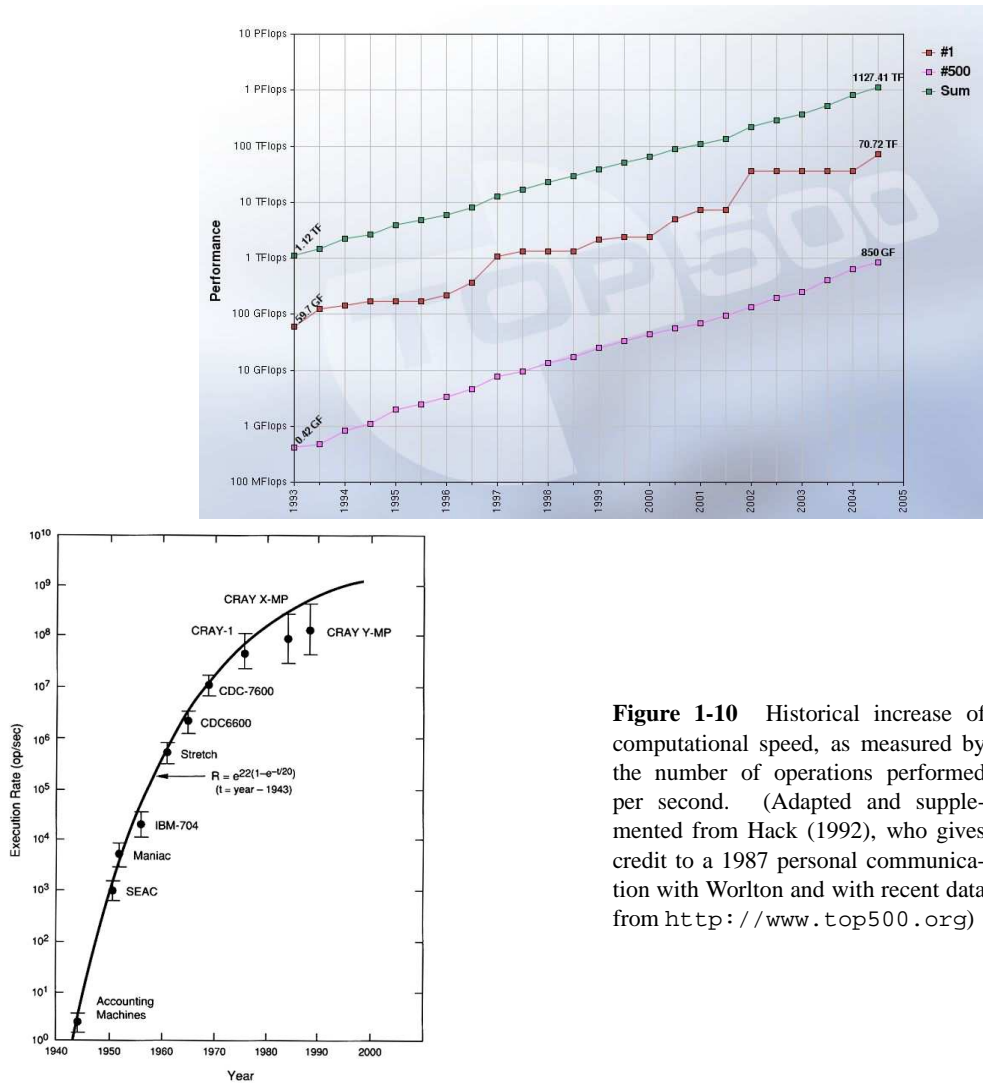 10 PFlops
1 PFlops
100 TFlops
10 TFlops
1 TFlops
100 GFlops
10 GFlops
1 GFlops
100 MFlops
Performance
1993
1994
1995
1996
1997
1998
1999
2000
2001
2002
2003
2004
2005
1.12 TF
59.7 GF
0.42 GF
1127.41 TF
70.72 TF
850 GF
TOP500
#1
#500
Sum
10^10
10^9
10^8
10^7
10^6
10^5
10^4
10^3
10^2
10^1
10^0
Execution Rate (op/sec)
CRAY X-MP
CRAY-1
CRAY Y-MP
CDC-7600
CDC6600
Stretch
R = e^22(1–e^–t/20)
(t = year – 1943)
IBM-704
Maniac
SEAC
Accounting
Machines
1940 1950 1960 1970 1980 1990 2000
Year
Figure 1-10 Historical increase of
computational speed, as measured by
the number of operations performed
per second. (Adapted and supple-
mented from Hack (1992), who gives
credit to a 1987 personal communica-
tion with Worlton and with recent data
from http://www.top500.org)